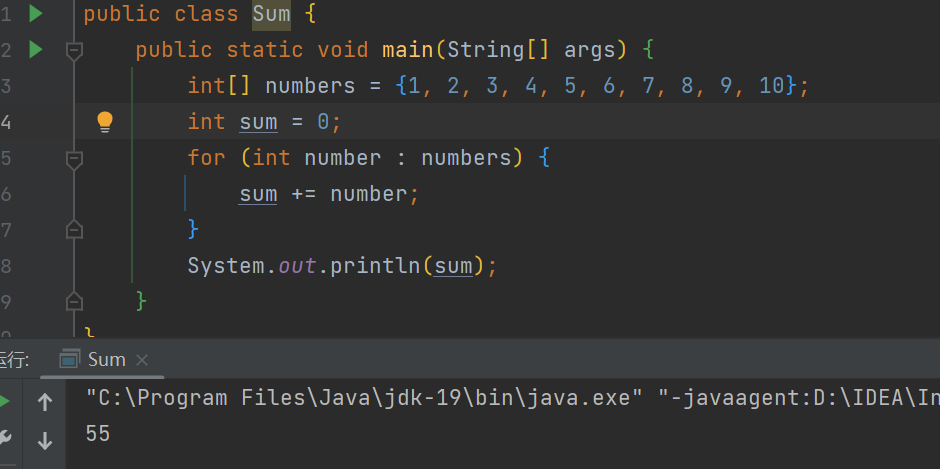 1 public class Sum {
2 public static void main(String[] args) {
3 int[] numbers = {1, 2, 3, 4, 5, 6, 7, 8, 9, 10};
4 int sum = 0;
5 for (int number : numbers) {
6 sum += number;
7 }
8 System.out.println(sum);
9 }
}
运行: Sum
"C:\Program Files\Java\jdk-19\bin\java.exe" "-javaagent:D:\IDEA\In
55